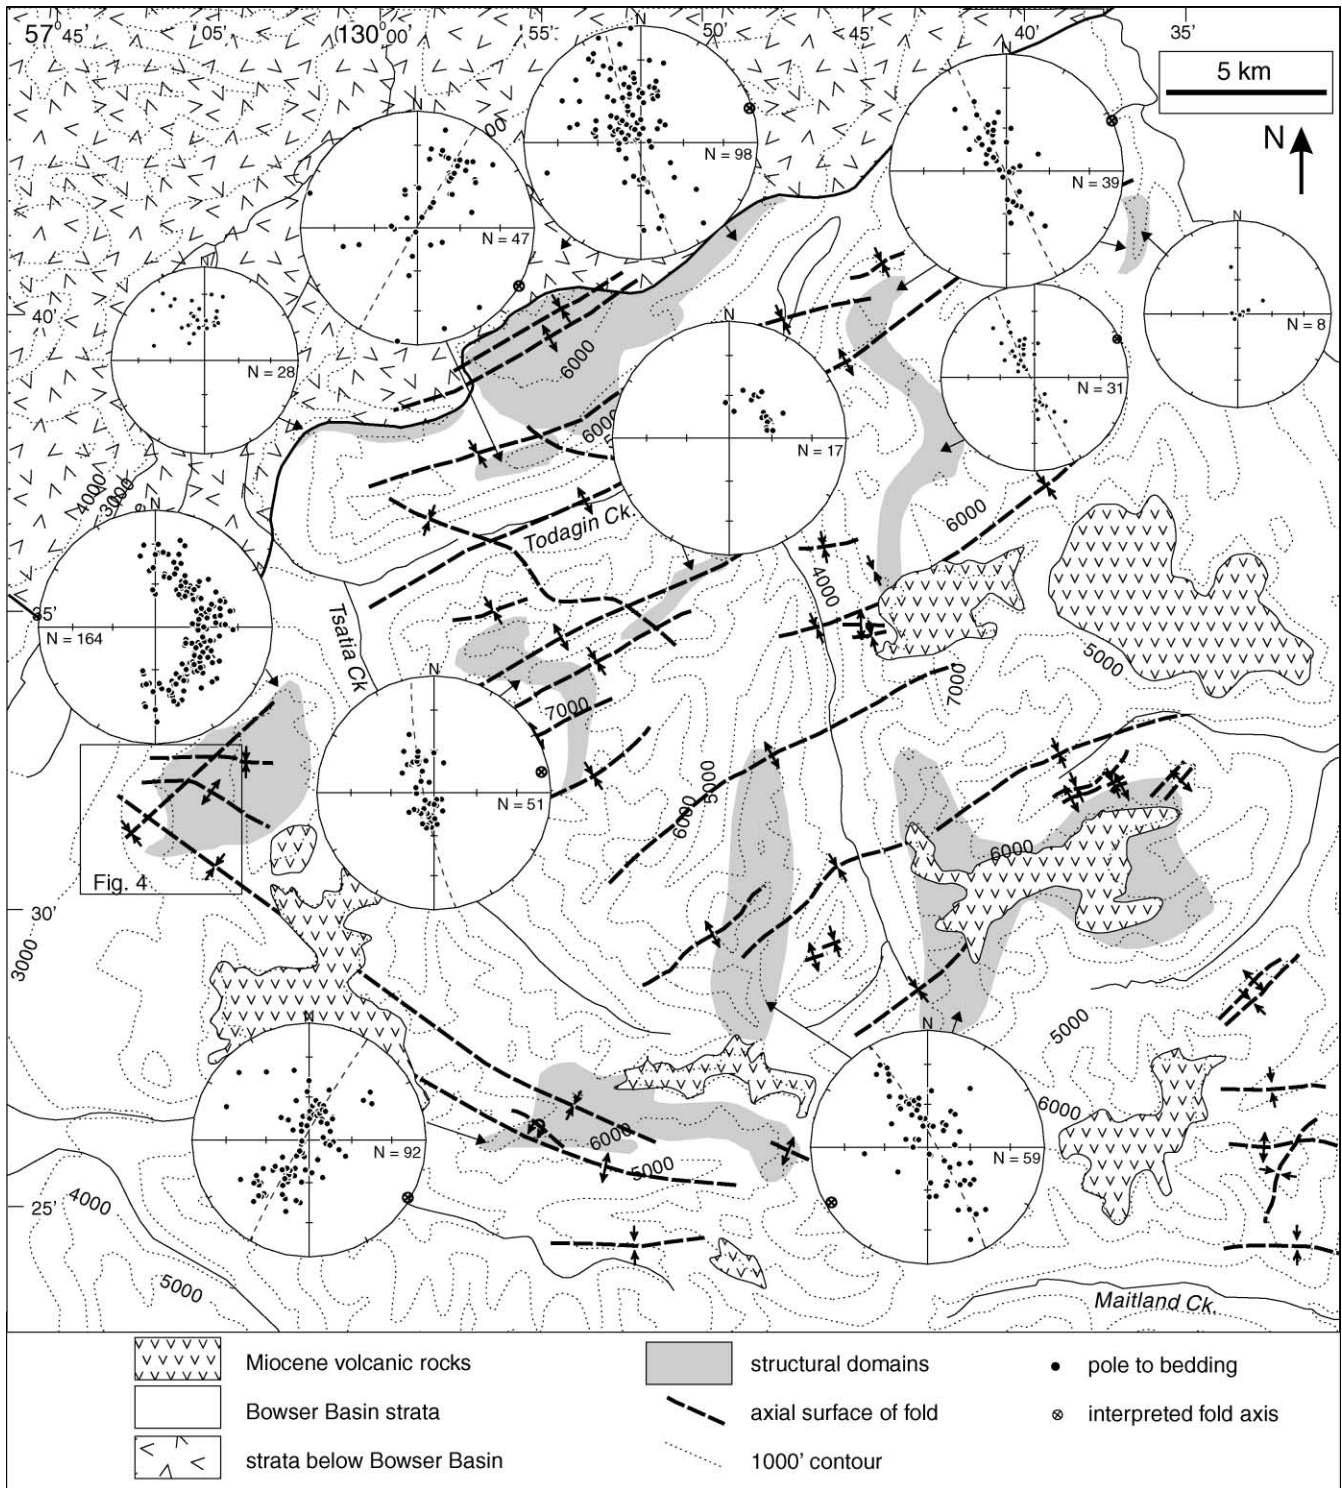 57° 45' 05' (130° 00' 55' 50' 45' 40' 35'
5 km
N
N
N
N
00
N = 98
N = 39
N = 47
N
N
N = 8
N = 28
40'
6000
N
N = 31
6000
N = 17
4000
3000
N
6000
Todagin Ck.
4000
35'
N = 164
Tsatia Ck
5000
N
7000
7000
N = 51
5000
6000
6000
Fig. 4
30'
3000
5000
N
N
6000
6000
N = 92
N = 59
5000
4000
25'
5000
Maitland Ck.
Miocene volcanic rocks
structural domains
pole to bedding
Bowser Basin strata
axial surface of fold
interpreted fold axis
strata below Bowser Basin
1000' contour